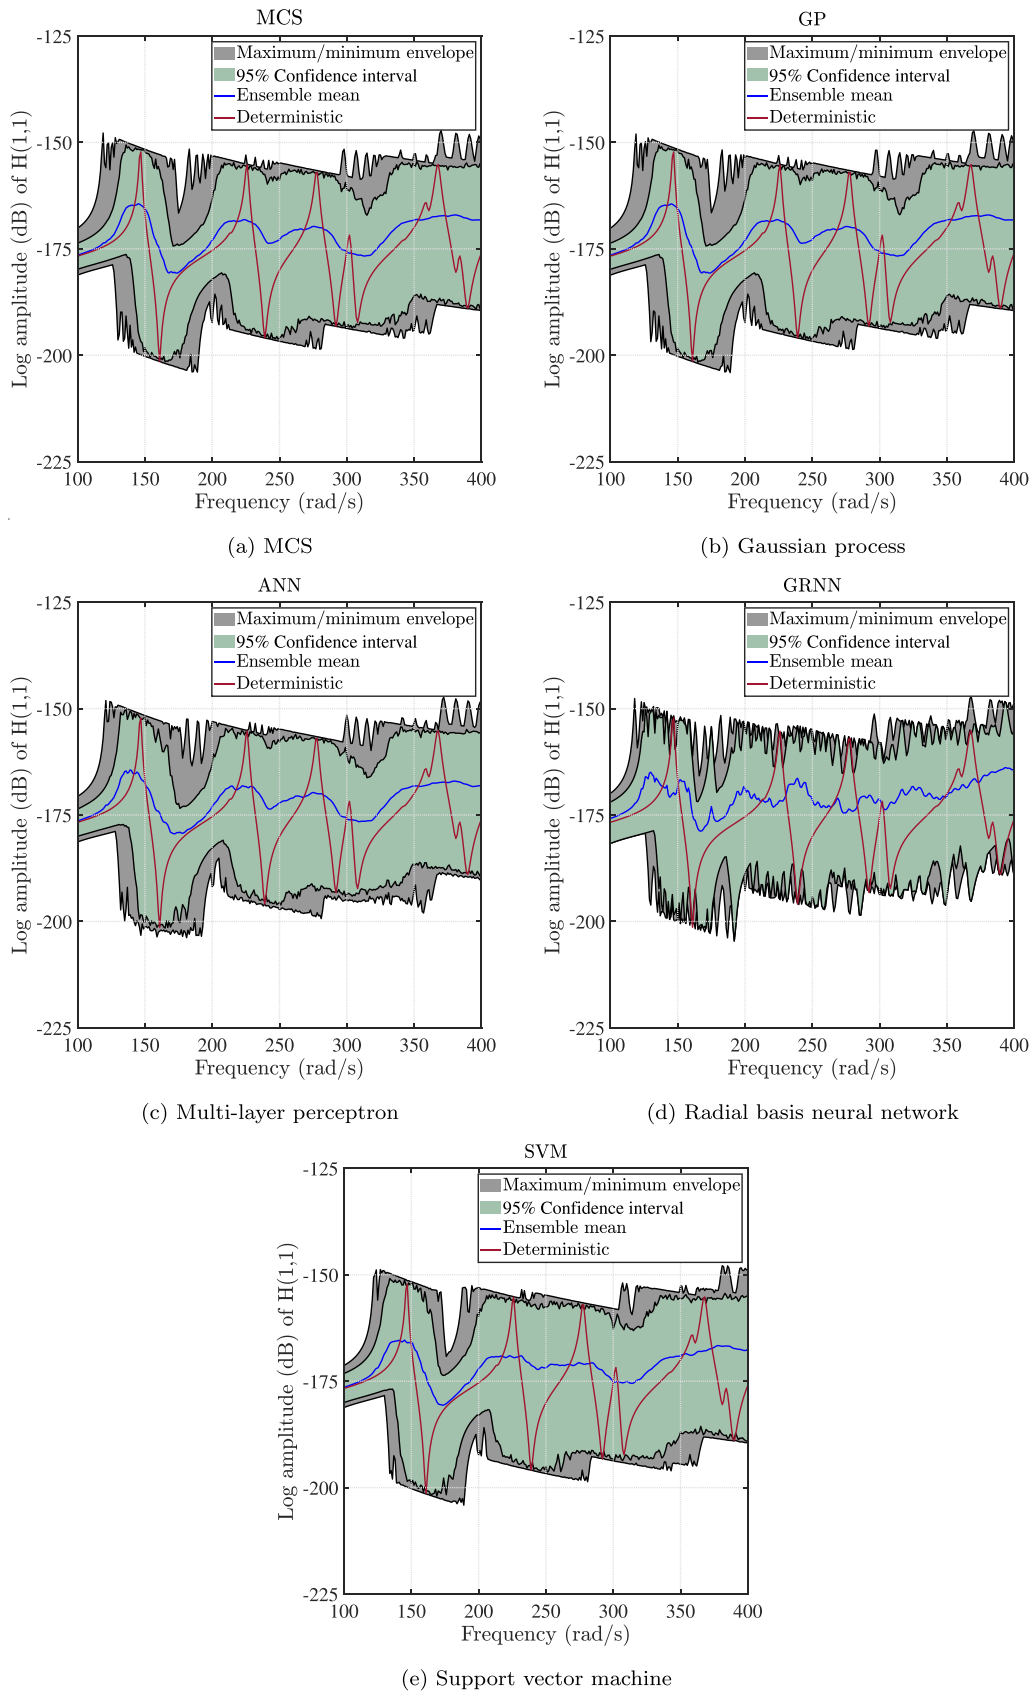 MCS
-125
-150
-175
-200
-225
Log amplitude (dB) of H(1,1)
Maximum/minimum envelope
95% Confidence interval
Ensemble mean
Deterministic
100 150 200 250 300 350 400
Frequency (rad/s)
(a) MCS
GP
-125
-150
-175
-200
-225
Log amplitude (dB) of H(1,1)
Maximum/minimum envelope
95% Confidence interval
Ensemble mean
Deterministic
100 150 200 250 300 350 400
Frequency (rad/s)
(b) Gaussian process
ANN
-125
-150
-175
-200
-225
Log amplitude (dB) of H(1,1)
Maximum/minimum envelope
95% Confidence interval
Ensemble mean
Deterministic
100 150 200 250 300 350 400
Frequency (rad/s)
(c) Multi-layer perceptron
GRNN
-125
-150
-175
-200
-225
Log amplitude (dB) of H(1,1)
Maximum/minimum envelope
95% Confidence interval
Ensemble mean
Deterministic
100 150 200 250 300 350 400
Frequency (rad/s)
(d) Radial basis neural network
SVM
-125
-150
-175
-200
-225
Log amplitude (dB) of H(1,1)
Maximum/minimum envelope
95% Confidence interval
Ensemble mean
Deterministic
100 150 200 250 300 350 400
Frequency (rad/s)
(e) Support vector machine